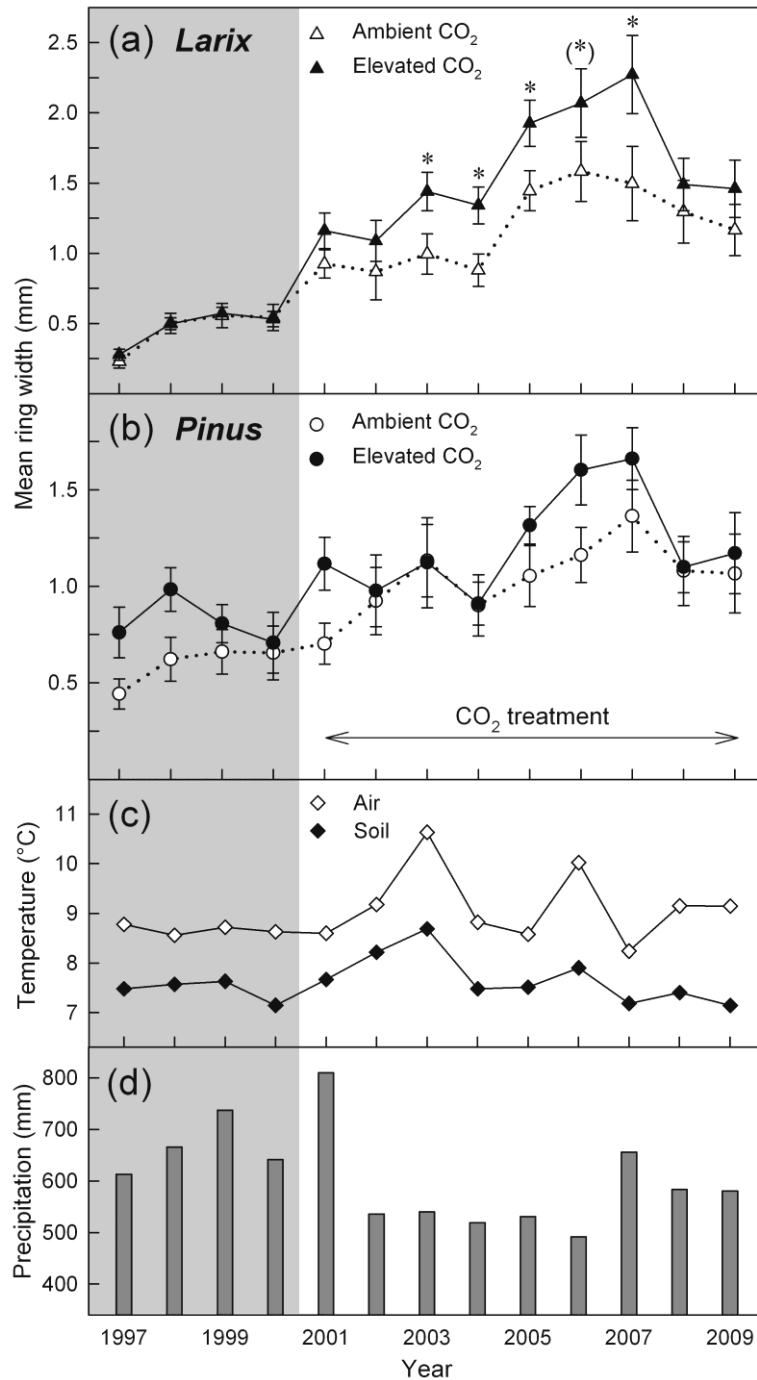 (a) Larix
Ambient CO₂
Elevated CO₂
* * * (*) *
2.5
2.0
1.5
1.0
0.5
Mean ring width (mm)
(b) Pinus
Ambient CO₂
Elevated CO₂
1.5
1.0
0.5
CO₂ treatment
(c)
Air
Soil
11
10
9
8
7
Temperature (°C)
(d)
800
700
600
500
400
Precipitation (mm)
1997 1999 2001 2003 2005 2007 2009
Year